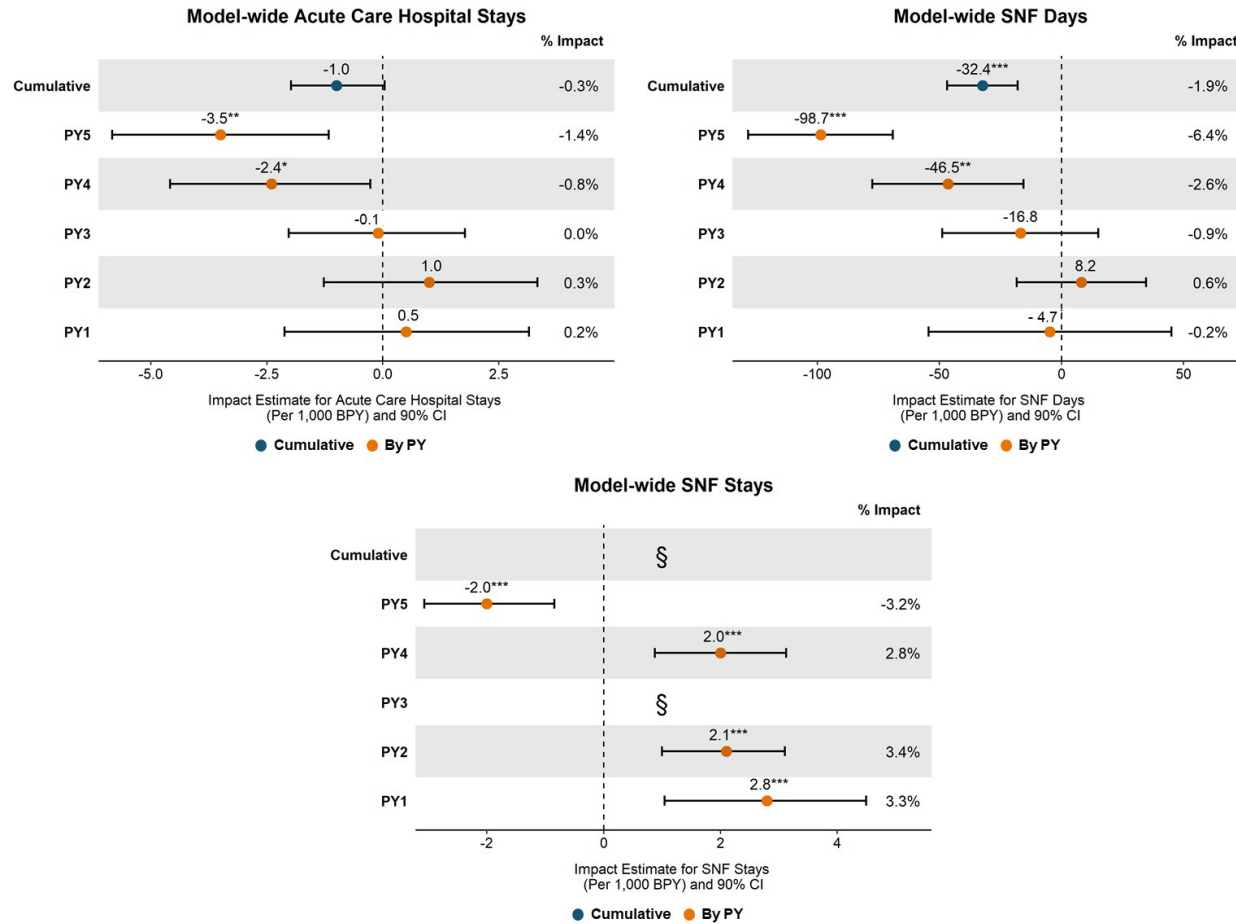 Model-wide Acute Care Hospital Stays
% Impact
Cumulative
-1.0
-0.3%
PY5
-3.5**
-1.4%
PY4
-2.4*
-0.8%
PY3
-0.1
0.0%
PY2
1.0
0.3%
PY1
0.5
0.2%
-5.0
-2.5
0.0
2.5
Impact Estimate for Acute Care Hospital Stays
(Per 1,000 BPY) and 90% CI
Cumulative By PY
Model-wide SNF Days
% Impact
Cumulative
-32.4***
-1.9%
PY5
-98.7***
-6.4%
PY4
-46.5**
-2.6%
PY3
-16.8
-0.9%
PY2
8.2
0.6%
PY1
- 4.7
-0.2%
-100
-50
0
50
Impact Estimate for SNF Days
(Per 1,000 BPY) and 90% CI
Cumulative By PY
Model-wide SNF Stays
% Impact
Cumulative
§
PY5
-2.0***
-3.2%
PY4
2.0***
2.8%
PY3
§
PY2
2.1***
3.4%
PY1
2.8***
3.3%
-2
0
2
4
Impact Estimate for SNF Stays
(Per 1,000 BPY) and 90% CI
Cumulative By PY